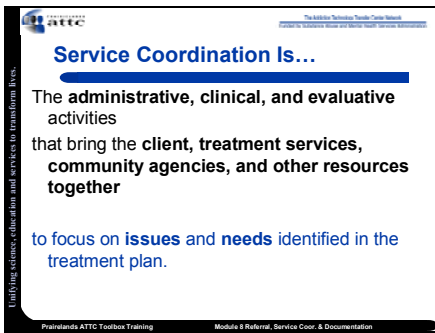 PRAIRIELANDS
attc
The Addiction Technology Transfer Center Network
Funded by Substance Abuse and Mental Health Services Administration
Service Coordination Is…
The administrative, clinical, and evaluative
activities
that bring the client, treatment services,
community agencies, and other resources
together
to focus on issues and needs identified in the
treatment plan.
Unifying science, education and services to transform lives.
Prairelands ATTC Toolbox Training
Module 8 Referral, Service Coor. & Documentation